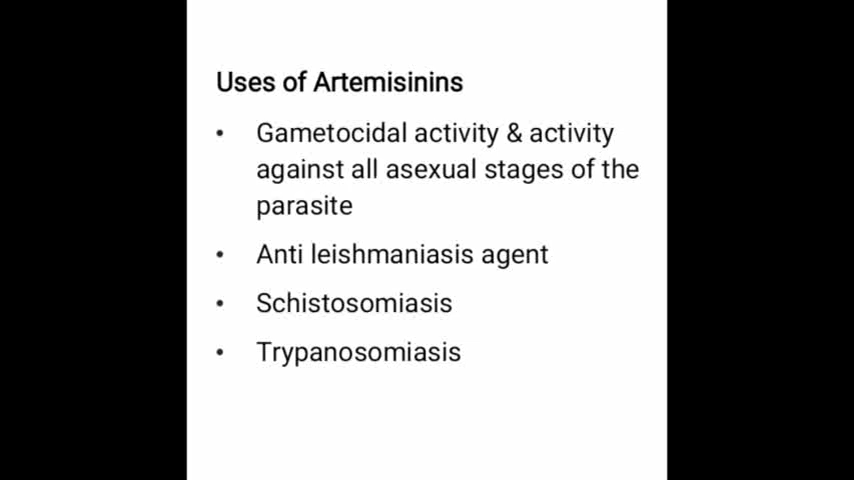 Uses of Artemisinins
• Gametocidal activity & activity
against all asexual stages of the
parasite
• Anti leishmaniasis agent
• Schistosomiasis
• Trypanosomiasis